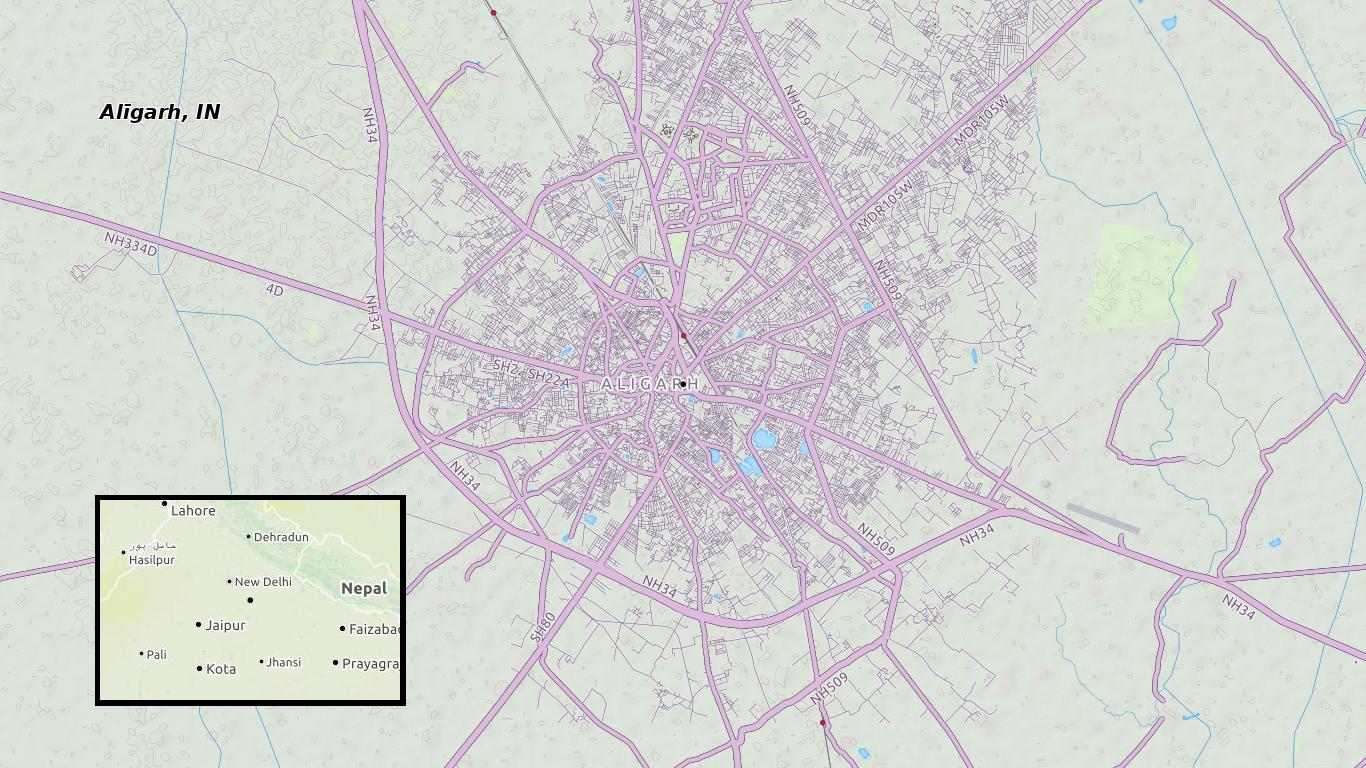 Alīgarh, IN
NH34
NH509
MDR105W
MDR105W
NH334D
4D
NH34
NH509
SH22 SH22A
ALIGARH
NH34
NH509
NH34
NH34
NH34
SH80
NH509
Lahore
حاصل پور
Hasilpur
Dehradun
New Delhi
Nepal
Jaipur
Faizabad
Pali
Jhansi
Kota
Prayagra